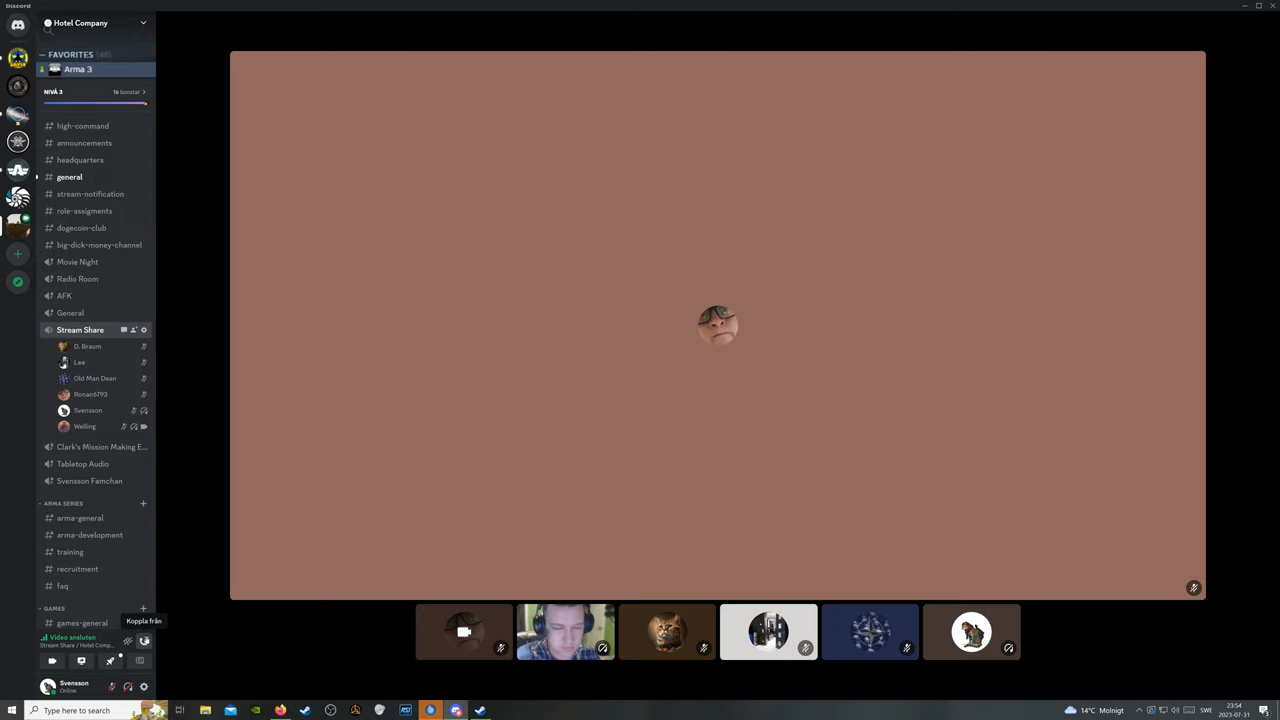 Discord
Hotel Company
FAVORITES (48)
Arma 3
NIVÅ 3
16 boostar
high-command
announcements
headquarters
general
stream-notification
role-assigments
dogecoin-club
big-dick-money-channel
Movie Night
Radio Room
AFK
General
Stream Share
D. Braum
Lee
Old Man Dean
Ronan6793
Svensson
Welling
Clark's Mission Making E...
Tabletop Audio
Svensson Famchan
ARMA SERIES
arma-general
arma-development
training
recruitment
faq
GAMES
Koppla från
games-general
Video ansluten
Stream Share / Hotel Comp...
Svensson
Online
Type here to search
14°C Molnigt
SWE
23:54
2023-07-31